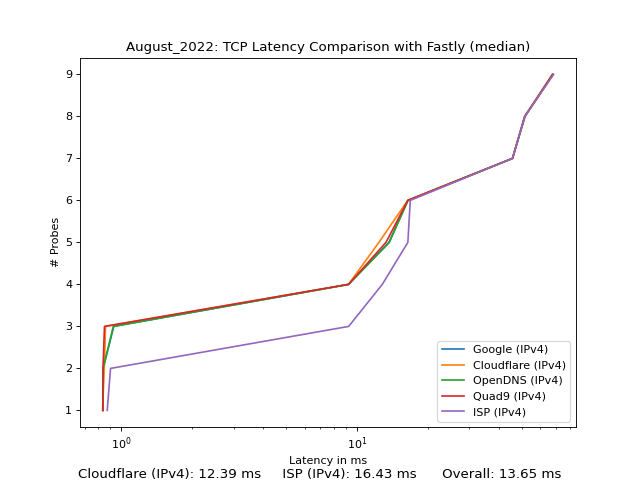 August_2022: TCP Latency Comparison with Fastly (median)
# Probes
9
8
7
6
5
4
3
2
1
Google (IPv4)
Cloudflare (IPv4)
OpenDNS (IPv4)
Quad9 (IPv4)
ISP (IPv4)
10⁰ 10¹
Latency in ms
Cloudflare (IPv4): 12.39 ms ISP (IPv4): 16.43 ms Overall: 13.65 ms